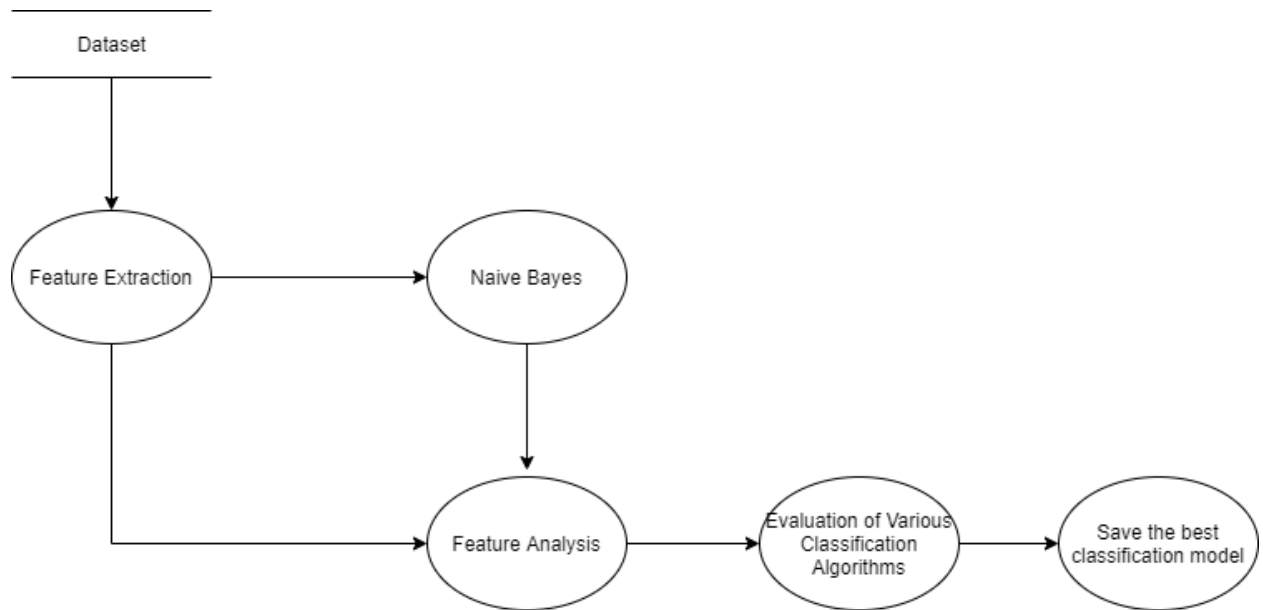 Dataset
Feature Extraction
Naive Bayes
Feature Analysis
Evaluation of Various
Classification
Algorithms
Save the best
classification model